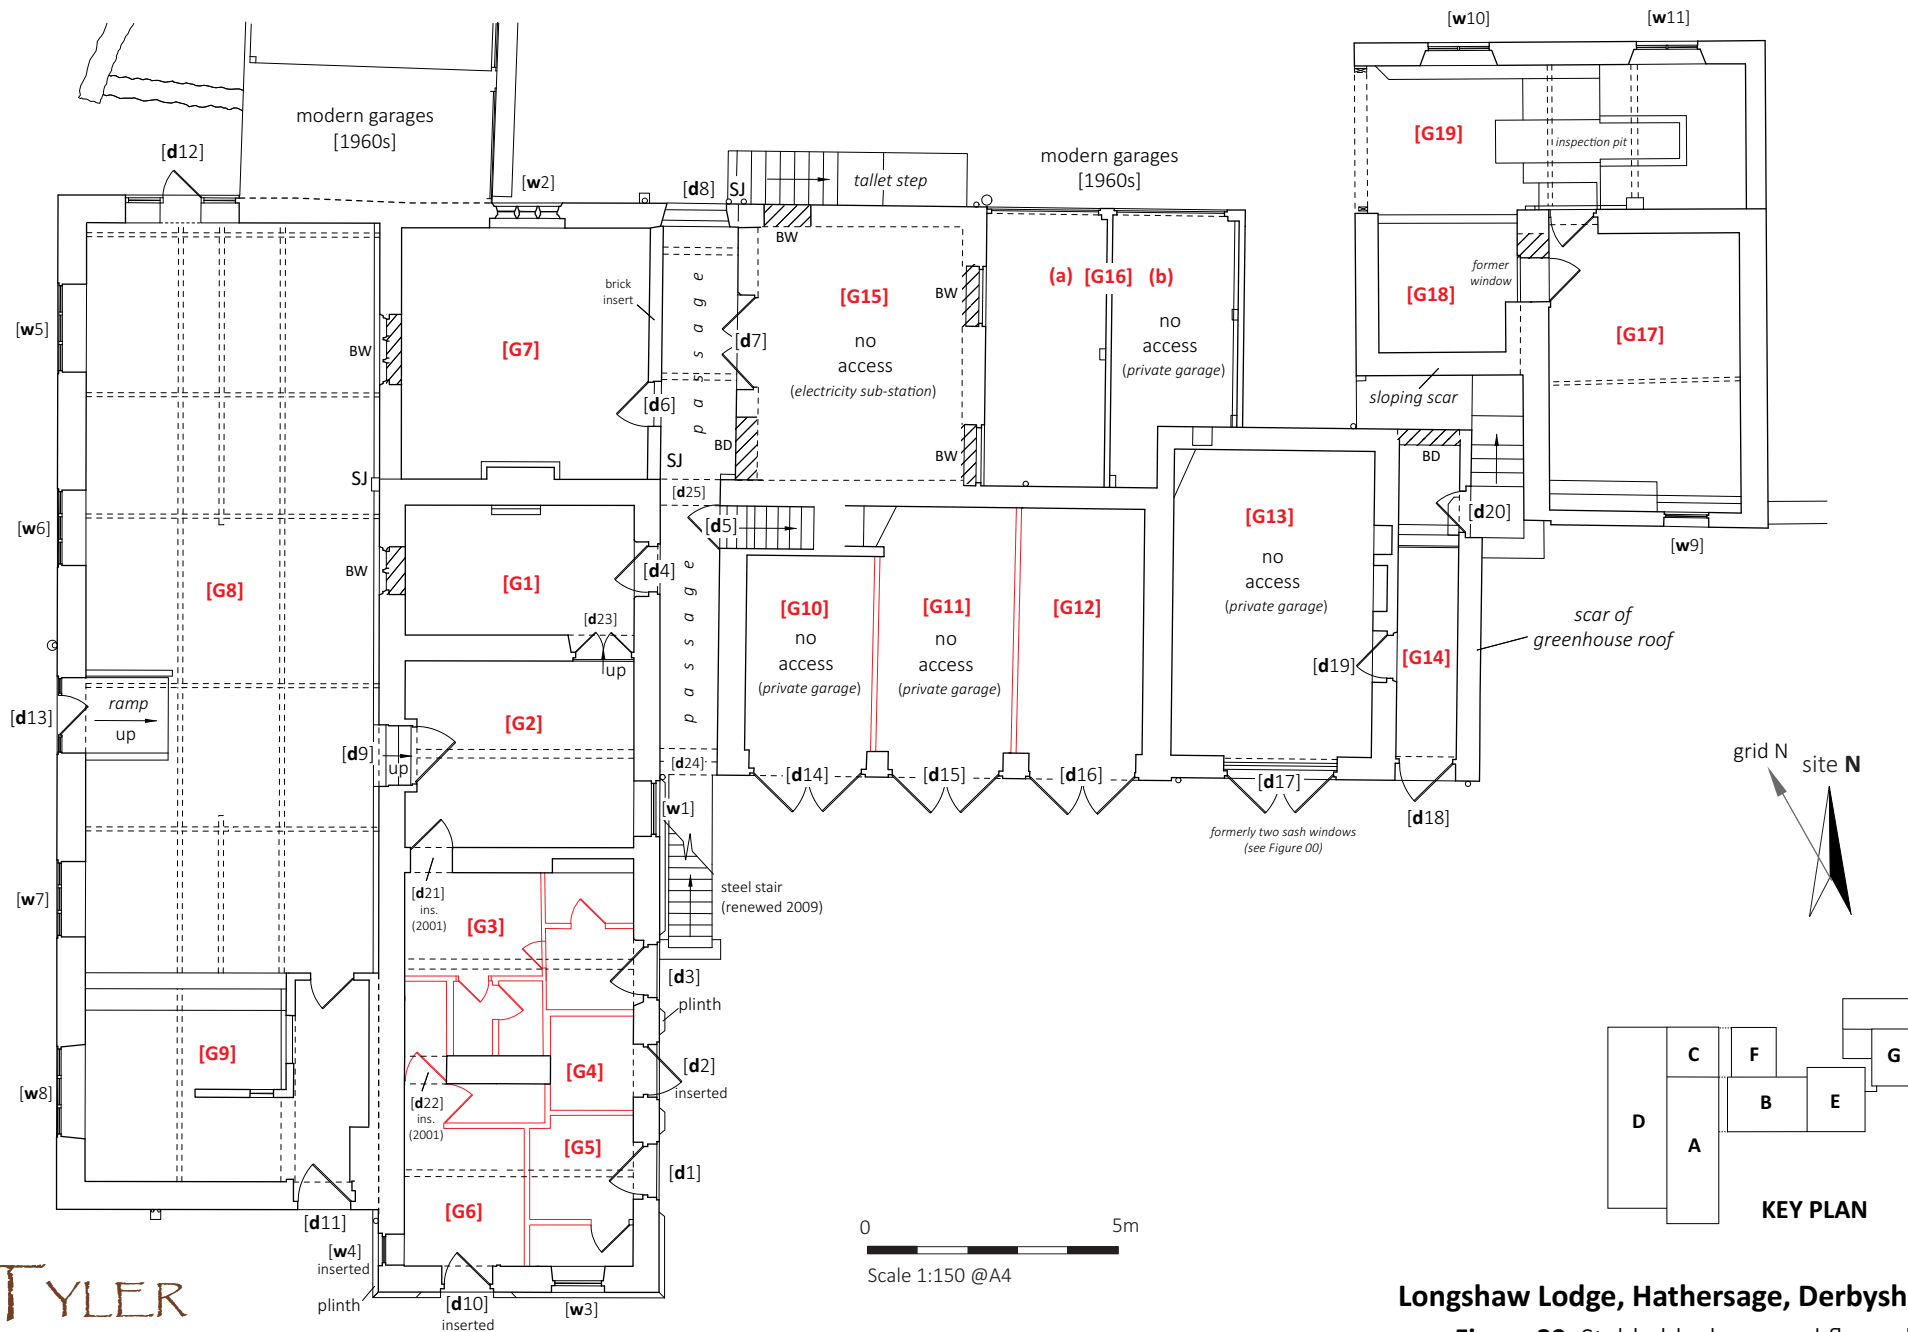 [w10]
[w11]
modern garages
[1960s]
[d12]
[w2]
[d8]
SJ
tallet step
modern garages
[1960s]
[G19]
inspection pit
BW
brick
insert
passage
[G15]
no
access
(electricity sub-station)
BW
(a) [G16] (b)
no
access
(private garage)
former
window
[G18]
[G17]
[w5]
BW
[G7]
[d7]
[d6]
BD
BW
SJ
sloping scar
BD
SJ
[d25]
[d5]
[w6]
BW
[G8]
[G1]
[d4]
[d23]
up
passage
[G10]
no
access
(private garage)
[G11]
no
access
(private garage)
[G12]
[G13]
no
access
(private garage)
[d20]
[w9]
scar of
greenhouse roof
[d19]
[G14]
[d13]
ramp
up
[d9]
up
[G2]
[d24]
[w1]
[d14]
[d15]
[d16]
[d17]
[d18]
formerly two sash windows
(see Figure 00)
grid N
site N
[w7]
[d21]
ins.
(2001)
[G3]
steel stair
(renewed 2009)
[d3]
plinth
[G9]
[w8]
[G4]
[d2]
inserted
[d22]
ins.
(2001)
[G5]
[d1]
[G6]
[d11]
[w4]
inserted
plinth
[d10]
inserted
[w3]
0 5m
Scale 1:150 @A4
C
F
G
B
E
D
A
KEY PLAN
TYLER
Longshaw Lodge, Hathersage, Derbysh